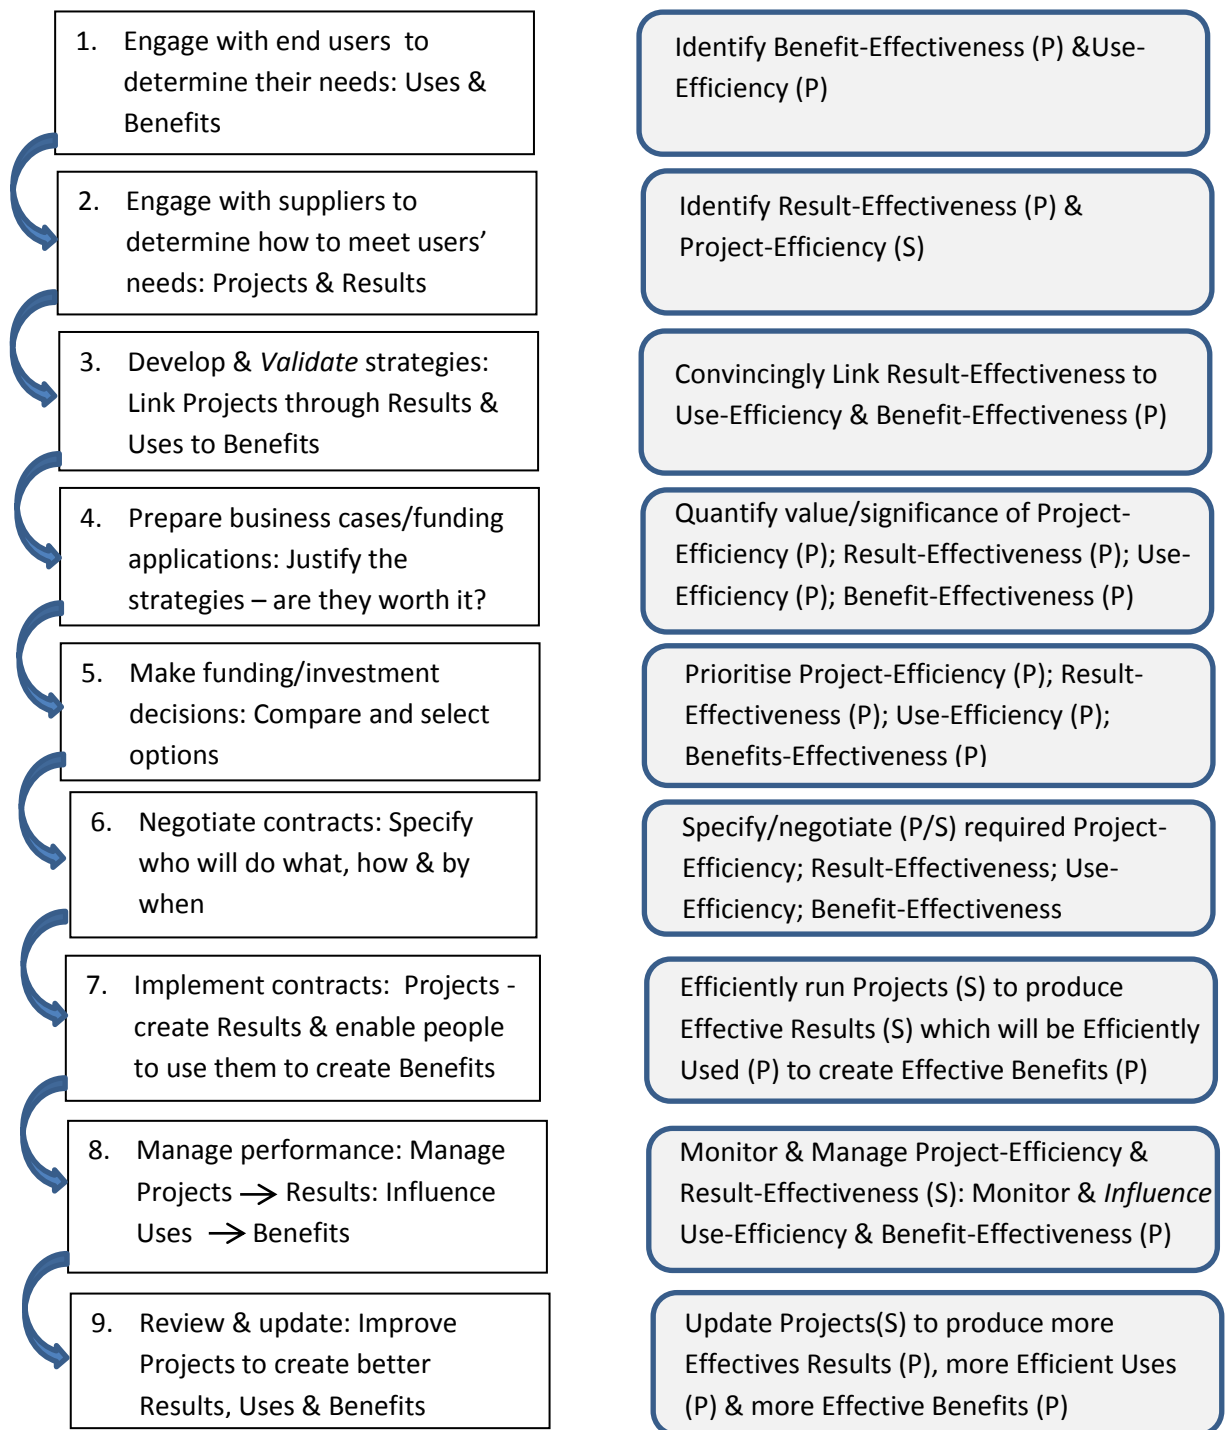 1. Engage with end users to
determine their needs: Uses &
Benefits
Identify Benefit-Effectiveness (P) &Use-
Efficiency (P)
2. Engage with suppliers to
determine how to meet users’
needs: Projects & Results
Identify Result-Effectiveness (P) &
Project-Efficiency (S)
3. Develop & Validate strategies:
Link Projects through Results &
Uses to Benefits
Convincingly Link Result-Effectiveness to
Use-Efficiency & Benefit-Effectiveness (P)
4. Prepare business cases/funding
applications: Justify the
strategies – are they worth it?
Quantify value/significance of Project-
Efficiency (P); Result-Effectiveness (P); Use-
Efficiency (P); Benefit-Effectiveness (P)
5. Make funding/investment
decisions: Compare and select
options
Prioritise Project-Efficiency (P); Result-
Effectiveness (P); Use-Efficiency (P);
Benefits-Effectiveness (P)
6. Negotiate contracts: Specify
who will do what, how & by
when
Specify/negotiate (P/S) required Project-
Efficiency; Result-Effectiveness; Use-
Efficiency; Benefit-Effectiveness
7. Implement contracts: Projects -
create Results & enable people
to use them to create Benefits
Efficiently run Projects (S) to produce
Effective Results (S) which will be Efficiently
Used (P) to create Effective Benefits (P)
8. Manage performance: Manage
Projects → Results: Influence
Uses → Benefits
Monitor & Manage Project-Efficiency &
Result-Effectiveness (S): Monitor & Influence
Use-Efficiency & Benefit-Effectiveness (P)
9. Review & update: Improve
Projects to create better
Results, Uses & Benefits
Update Projects(S) to produce more
Effectives Results (P), more Efficient Uses
(P) & more Effective Benefits (P)